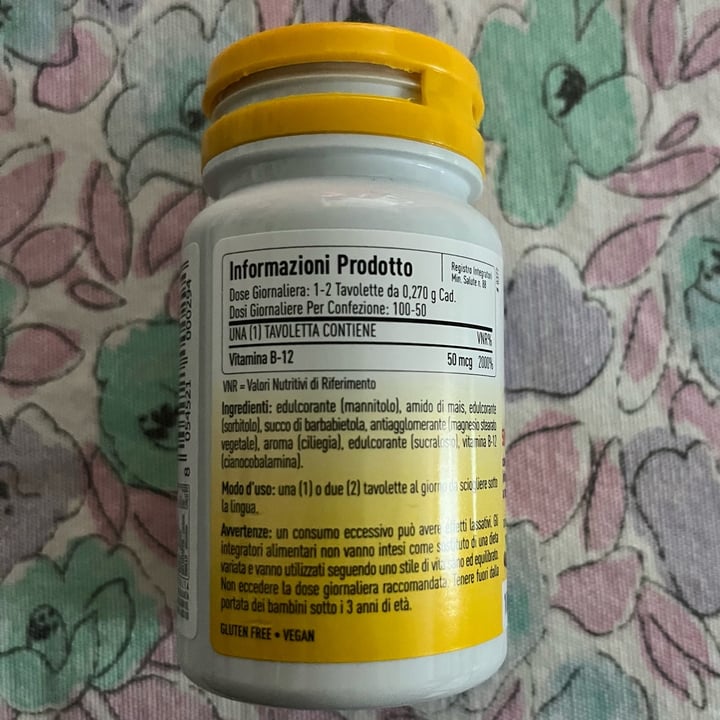 Informazioni Prodotto
Registro Integratori
Min. Salute n. 88
Dose Giornaliera: 1-2 Tavolette da 0,270 g Cad.
Dosi Giornaliere Per Confezione: 100-50
UNA (1) TAVOLETTA CONTIENE VNR%
Vitamina B-12 50 mcg 2000%
VNR = Valori Nutritivi di Riferimento
Ingredienti: edulcorante (mannitolo), amido di mais, edulcorante
(sorbitolo), succo di barbabietola, antiagglomerante (magnesio stearato
vegetale), aroma (ciliegia), edulcorante (sucralosio), vitamina B-12
(cianocobalamina).
Modo d'uso: una (1) o due (2) tavolette al giorno da sciogliere sotto
la lingua.
Avvertenze: un consumo eccessivo può avere effetti lassativi. Gli
integratori alimentari non vanno intesi come sostituto di una dieta
variata e vanno utilizzati seguendo uno stile di vita sano ed equilibrato.
Non eccedere la dose giornaliera raccomandata. Tenere fuori dalla
portata dei bambini sotto i 3 anni di età.
GLUTEN FREE • VEGAN
8 054521 000294